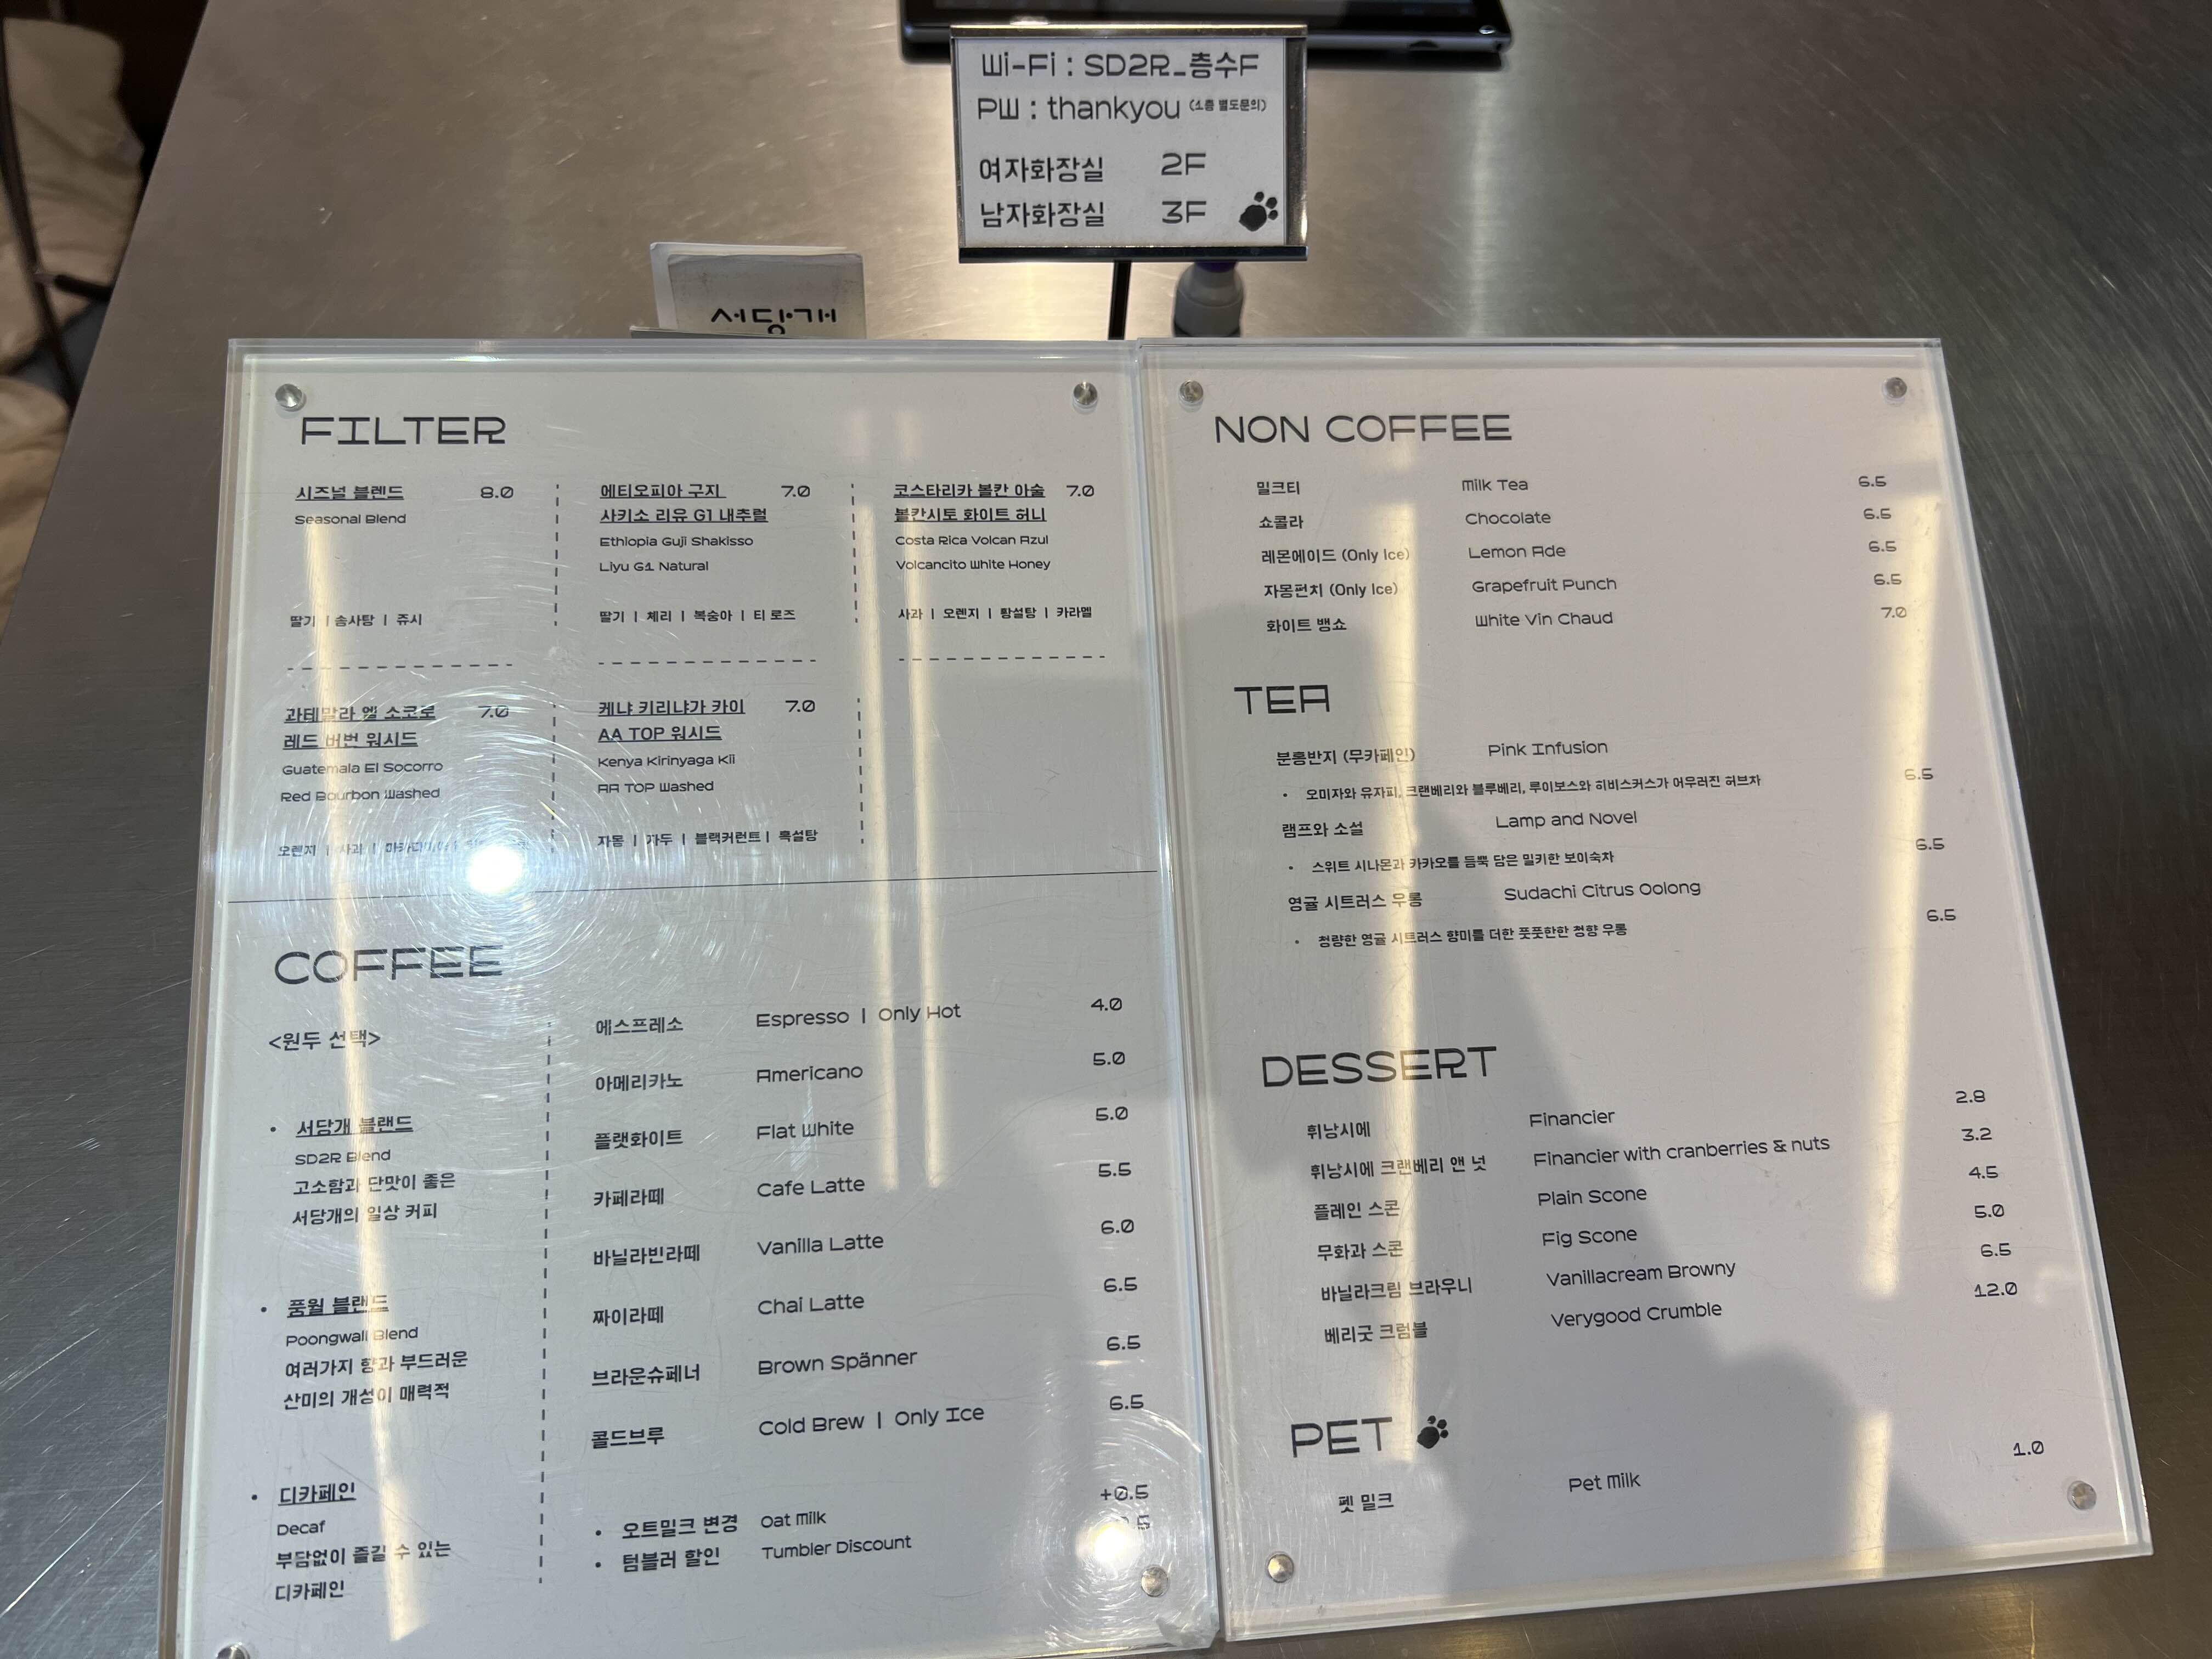 Wi-Fi : SD2R_층수F
PW : thankyou (1층 별도문의)
여자화장실 2F
남자화장실 3F
서당개
FILTER
시즈널 블렌드 8.0
Seasonal Blend
딸기 | 솜사탕 | 쥬시
에티오피아 구지 7.0
사키소 리유 G1 내추럴
Ethiopia Guji Shakisso
Liyu G1 Natural
딸기 | 체리 | 복숭아 | 티 로즈
코스타리카 볼칸 아술 7.0
볼칸시토 화이트 허니
Costa Rica Volcan Azul
Volcancito White Honey
사과 | 오렌지 | 황설탕 | 카라멜
과테말라 엘 소코로 7.0
레드 버번 워시드
Guatemala El Socorro
Red Bourbon Washed
오렌지 | 사과 |
케냐 키리냐가 카이 7.0
AA TOP 워시드
Kenya Kirinyaga Kii
AA TOP Washed
자몽 | 자두 | 블랙커런트 | 흑설탕
COFFEE
<원두 선택>
• 서당개 블랜드
SD2R Blend
고소함과 단맛이 좋은
서당개의 일상 커피
• 풍월 블랜드
Poongwall Blend
여러가지 향과 부드러운
산미의 개성이 매력적
• 디카페인
Decaf
부담없이 즐길 수 있는
디카페인
에스프레소 Espresso | Only Hot 4.0
아메리카노 Americano 5.0
플랫화이트 Flat White 5.0
카페라떼 Cafe Latte 5.5
바닐라빈라떼 Vanilla Latte 6.0
짜이라떼 Chai Latte 6.5
브라운슈페너 Brown Spänner 6.5
콜드브루 Cold Brew | Only Ice 6.5
• 오트밀크 변경 Oat Milk +0.5
• 텀블러 할인 Tumbler Discount
NON COFFEE
밀크티 Milk Tea 6.5
쇼콜라 Chocolate 6.5
레몬에이드 (Only Ice) Lemon Ade 6.5
자몽펀치 (Only Ice) Grapefruit Punch 6.5
화이트 뱅쇼 White Vin Chaud 7.0
TEA
분홍반지 (무카페인) Pink Infusion 6.5
• 오미자와 유자피, 크랜베리와 블루베리, 루이보스와 히비스커스가 어우러진 허브차
램프와 소설 Lamp and Novel 6.5
• 스위트 시나몬과 카카오를 듬뿍 담은 밀키한 보이숙차
영귤 시트러스 우롱 Sudachi Citrus Oolong 6.5
• 청량한 영귤 시트러스 향미를 더한 풋풋한한 청향 우롱
DESSERT
휘낭시에 Financier 2.8
휘낭시에 크랜베리 앤 넛 Financier with cranberries & nuts 3.2
플레인 스콘 Plain Scone 4.5
무화과 스콘 Fig Scone 5.0
바닐라크림 브라우니 Vanillacream Browny 6.5
베리굿 크럼블 Verygood Crumble 12.0
PET
펫 밀크 Pet Milk 1.0